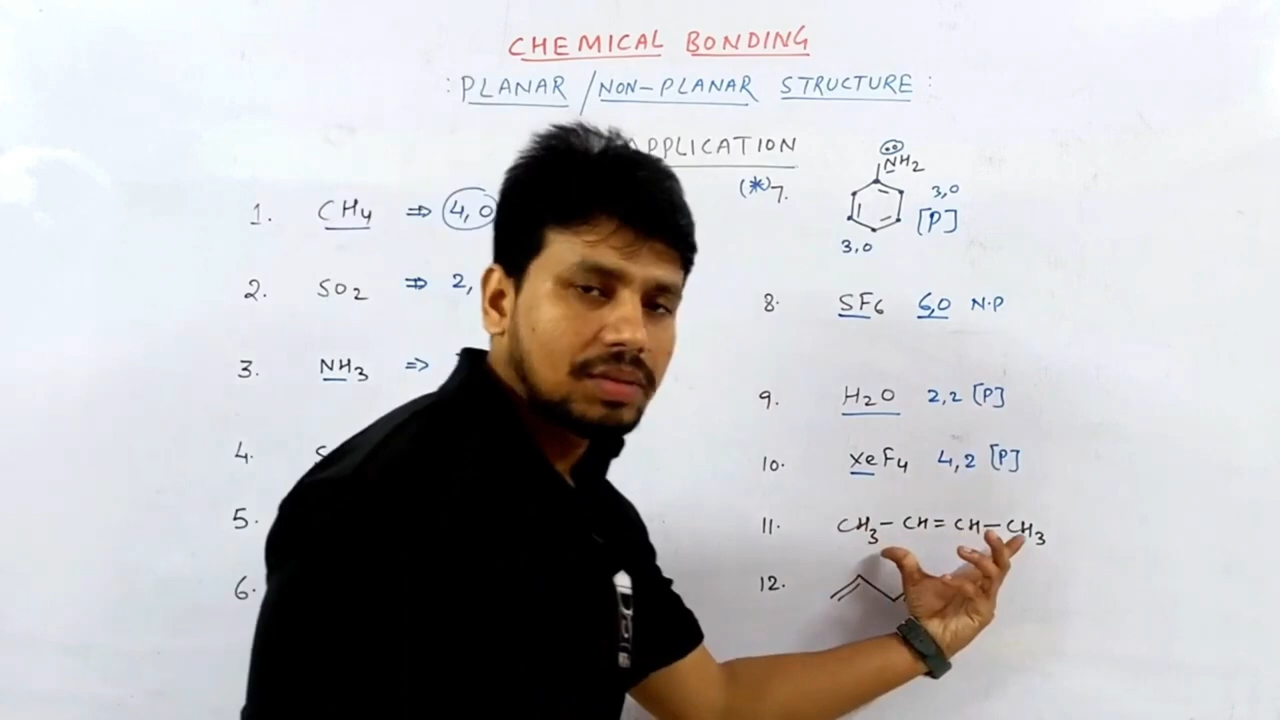 CHEMICAL BONDING
: PLANAR / NON-PLANAR STRUCTURE :
APPLICATION
1. CH4 ⇒ 4,0
2. SO2 ⇒ 2,
3. NH3 ⇒
4. S
5.
6.
(*) 7. NH2
3,0
[P]
3,0
8. SF6 6,0 N.P
9. H2O 2,2 [P]
10. XeF4 4,2 [P]
11. CH3-CH=CH-CH3
12.